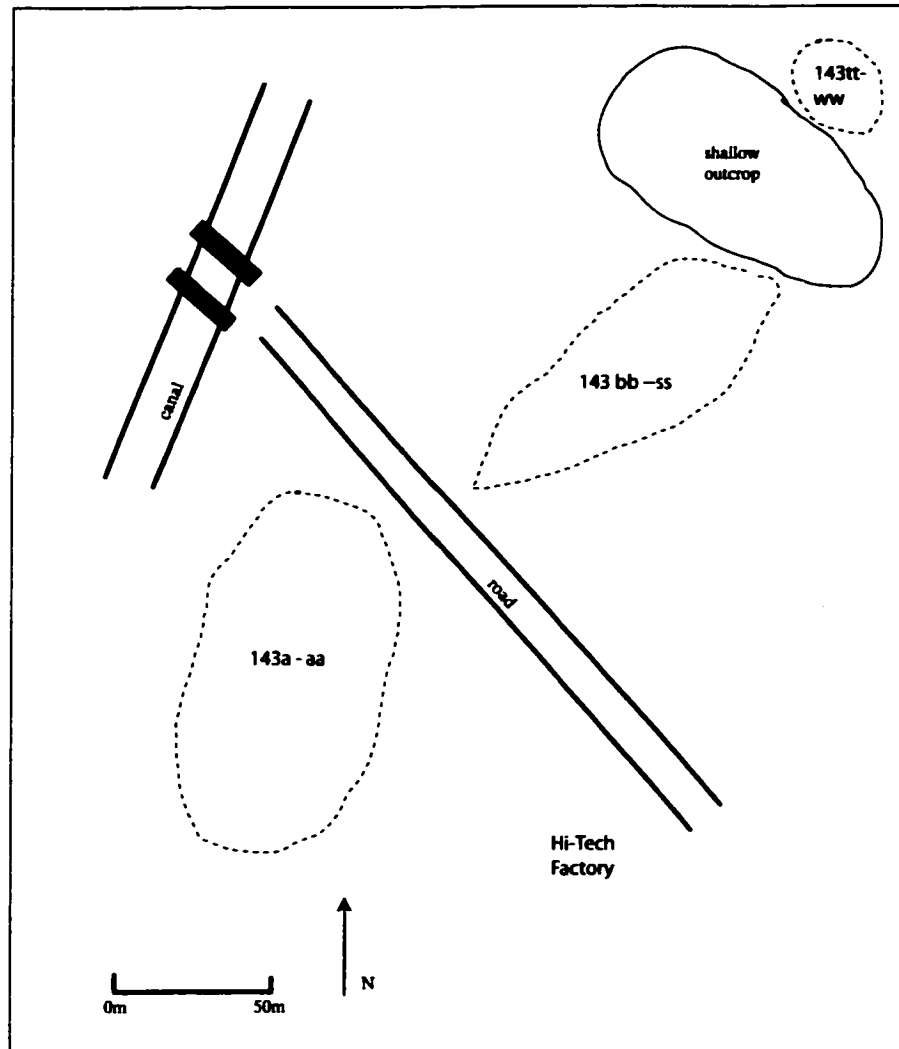 143tt-
ww
shallow
outcrop
143 bb –ss
canal
road
143a - aa
Hi-Tech
Factory
N
0m 50m